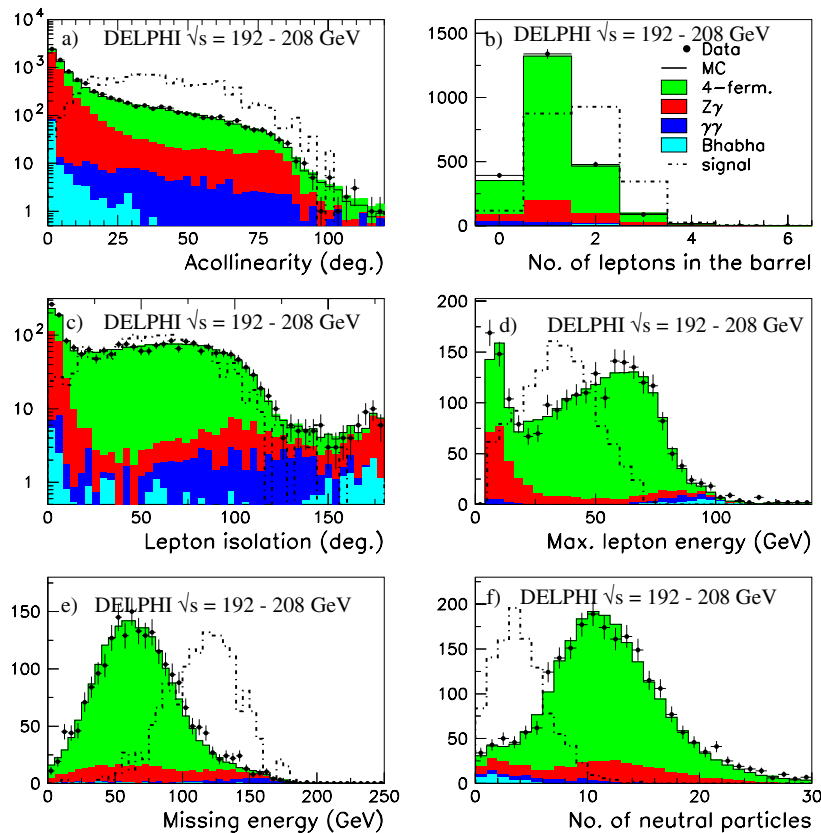 a) DELPHI √s = 192 - 208 GeV
10⁴
10³
10²
10
1
0 25 50 75 100
Acollinearity (deg.)
b) DELPHI √s = 192 - 208 GeV
Data
MC
4-ferm.
Zγ
γγ
Bhabha
signal
1500
1000
500
0
0 2 4 6
No. of leptons in the barrel
c) DELPHI √s = 192 - 208 GeV
10²
10
1
0 50 100 150
Lepton isolation (deg.)
d) DELPHI √s = 192 - 208 GeV
200
150
100
50
0
0 50 100
Max. lepton energy (GeV)
e) DELPHI √s = 192 - 208 GeV
150
100
50
0
0 50 100 150 200 250
Missing energy (GeV)
f) DELPHI √s = 192 - 208 GeV
200
150
100
50
0
0 10 20 30
No. of neutral particles